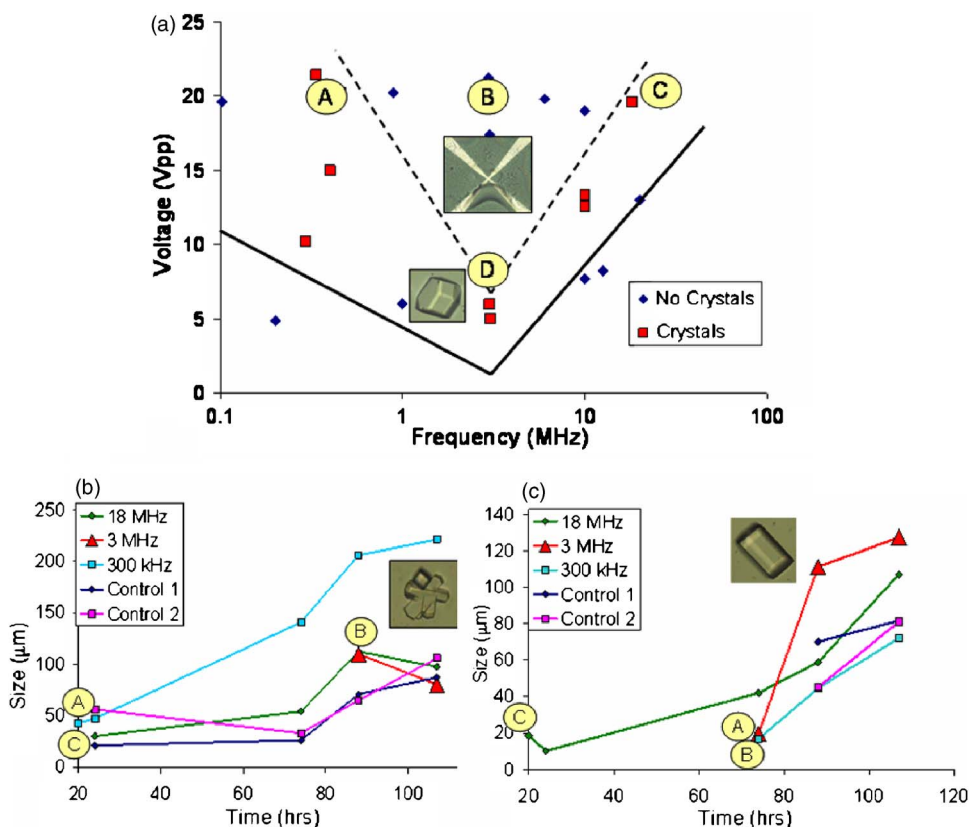 (a)
25
20
15
10
5
0
Voltage (Vpp)
A
B
C
D
No Crystals
Crystals
0.1 1 10 100
Frequency (MHz)
(b)
250
200
150
100
50
0
Size (µm)
18 MHz
3 MHz
300 kHz
Control 1
Control 2
A
B
C
20 40 60 80 100
Time (hrs)
(c)
140
120
100
80
60
40
20
0
Size (µm)
18 MHz
3 MHz
300 kHz
Control 1
Control 2
C
A
B
20 40 60 80 100 120
Time (hrs)